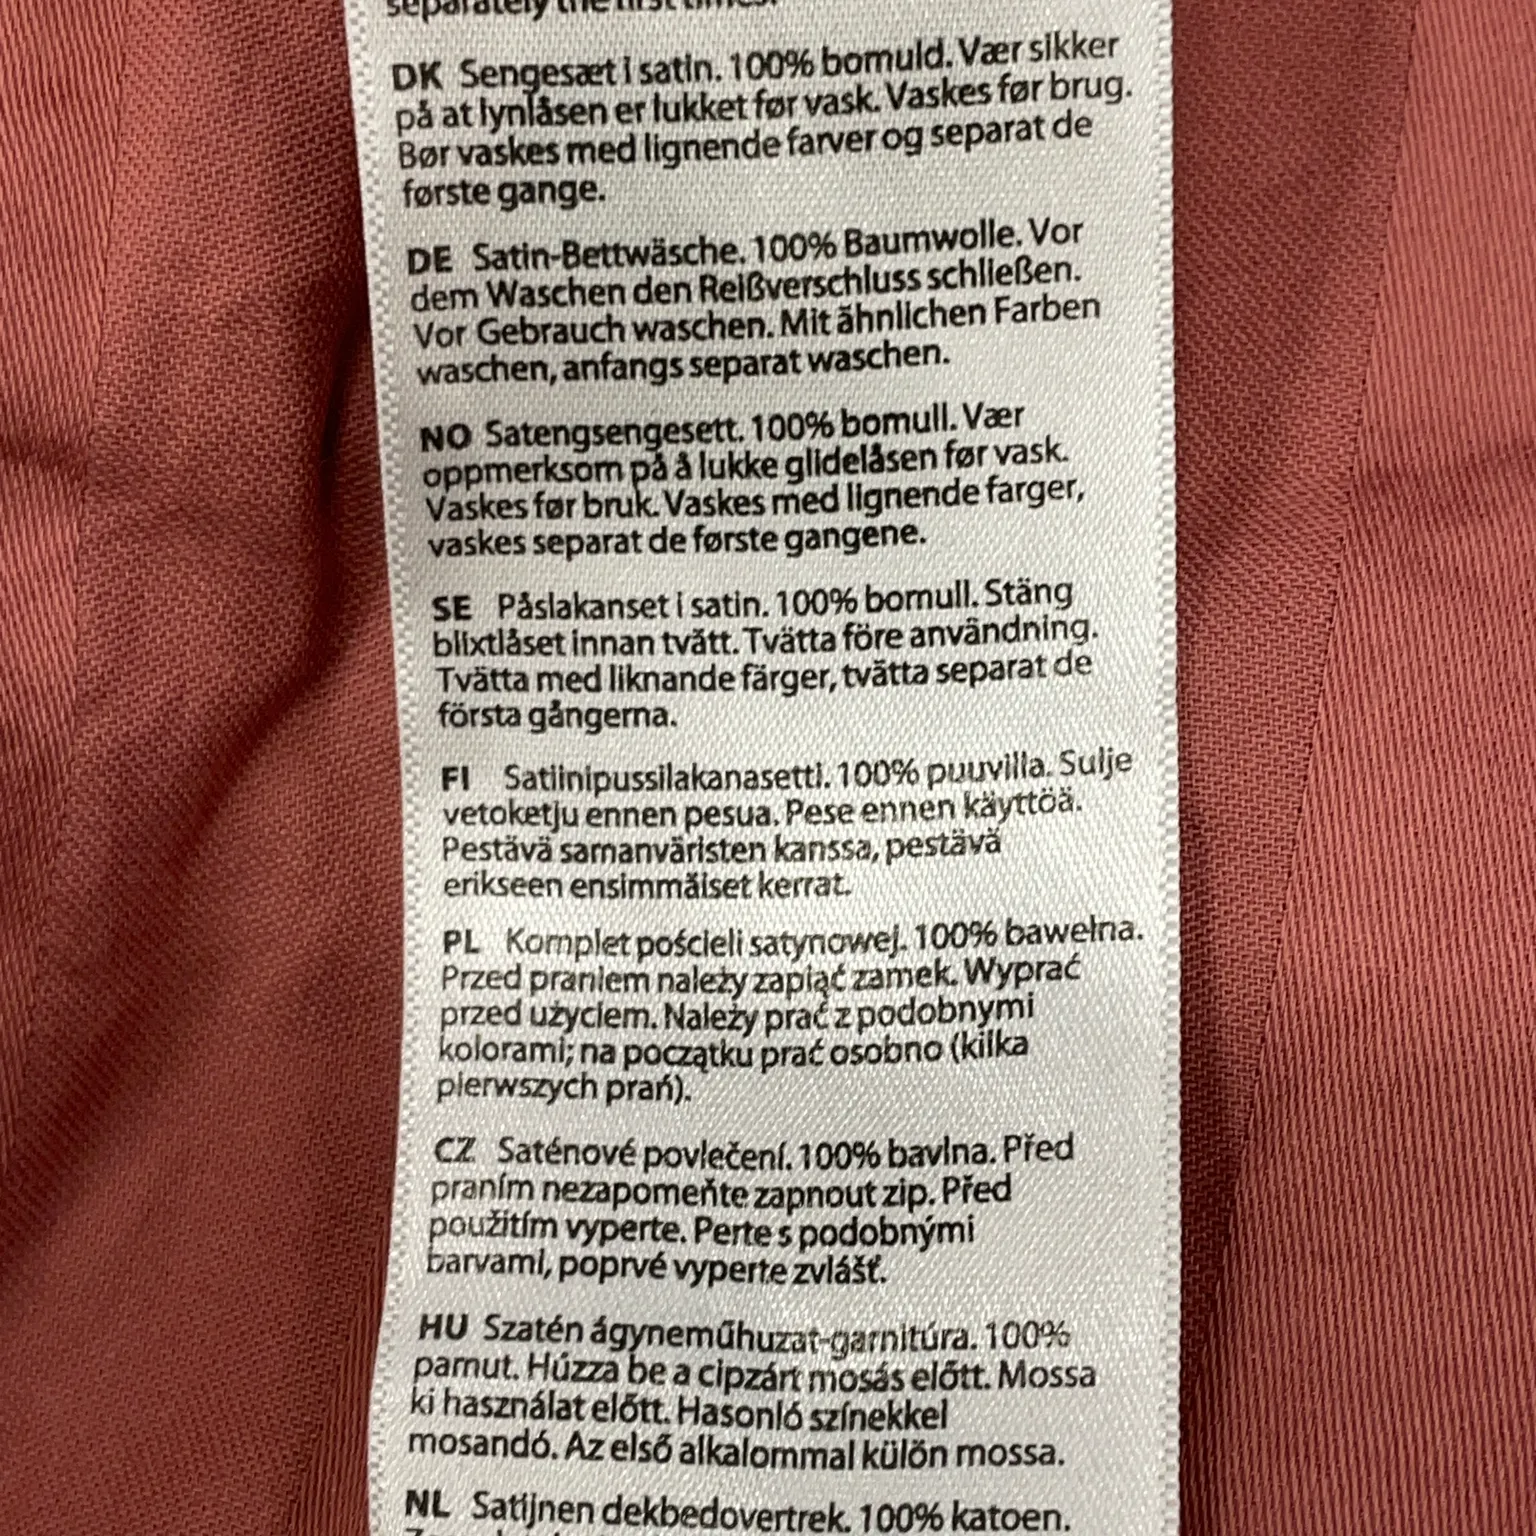 separately the first times.
DK Sengesæt i satin. 100% bomuld. Vær sikker
på at lynlåsen er lukket før vask. Vaskes før brug.
Bør vaskes med lignende farver og separat de
første gange.
DE Satin-Bettwäsche. 100% Baumwolle. Vor
dem Waschen den Reißverschluss schließen.
Vor Gebrauch waschen. Mit ähnlichen Farben
waschen, anfangs separat waschen.
NO Satengsengesett. 100% bomull. Vær
oppmerksom på å lukke glidelåsen før vask.
Vaskes før bruk. Vaskes med lignende farger,
vaskes separat de første gangene.
SE Påslakanset i satin. 100% bomull. Stäng
blixtlåset innan tvätt. Tvätta före användning.
Tvätta med liknande färger, tvätta separat de
första gångerna.
FI Satiinipussilakanasetti. 100% puuvilla. Sulje
vetoketju ennen pesua. Pese ennen käyttöä.
Pestävä samanväristen kanssa, pestävä
erikseen ensimmäiset kerrat.
PL Komplet pościeli satynowej. 100% bawełna.
Przed praniem należy zapiąć zamek. Wyprać
przed użyciem. Należy prać z podobnymi
kolorami; na początku prać osobno (kilka
pierwszych prań).
CZ Saténové povlečení. 100% bavlna. Před
praním nezapomeňte zapnout zip. Před
použitím vyperte. Perte s podobnými
barvami, poprvé vyperte zvlášť.
HU Szatén ágyneműhuzat-garnitúra. 100%
pamut. Húzza be a cipzárt mosás előtt. Mossa
ki használat előtt. Hasonló színekkel
mosandó. Az első alkalommal külön mossa.
NL Satijnen dekbedovertrek. 100% katoen.